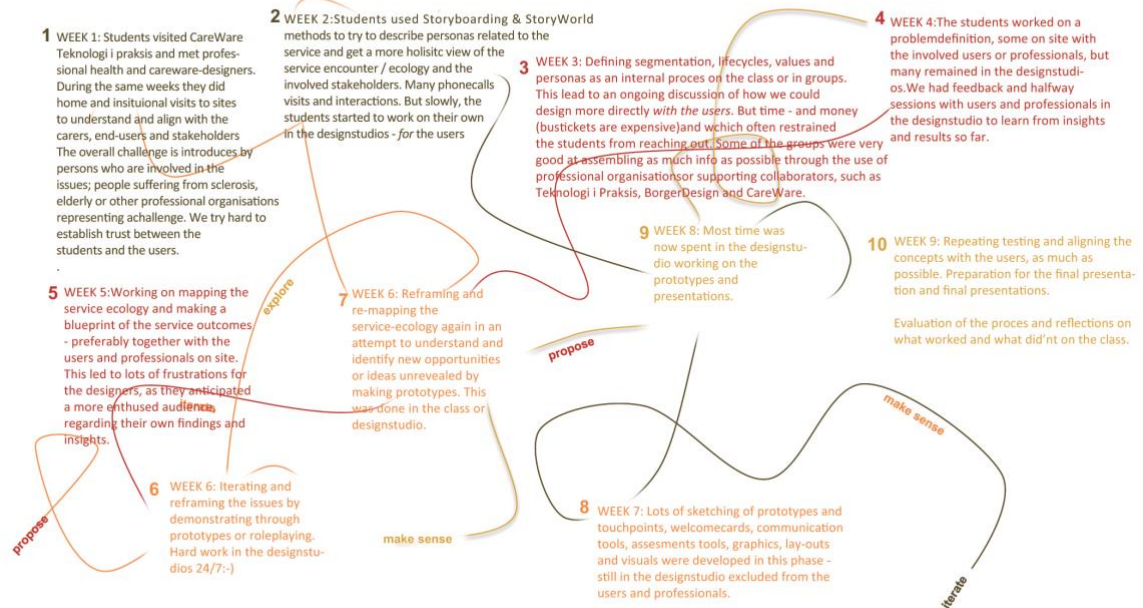 1 WEEK 1: Students visited CareWare
Teknologi i praksis and met profes-
sional health and careware-designers.
During the same weeks they did
home and insituional visits to sites
to understand and align with the
carers, end-users and stakeholders
The overall challenge is introduces by
persons who are involved in the
issues; people suffering from sclerosis,
elderly or other professional organisations
representing achallenge. We try hard to
establish trust between the
students and the users.
.
2 WEEK 2:Students used Storyboarding & StoryWorld
methods to try to describe personas related to the
service and get a more holisitc view of the
service encounter / ecology and the
involved stakeholders. Many phonecalls
visits and interactions. But slowly, the
students started to work on their own
in the designstudios - for the users
3 WEEK 3: Defining segmentation, lifecycles, values and
personas as an internal proces on the class or in groups.
This lead to an ongoing discussion of how we could
design more directly with the users. But time - and money
(bustickets are expensive)and wchich often restrained
the students from reaching out. Some of the groups were very
good at assembling as much info as possible through the use of
professional organisationsor supporting collaborators, such as
Teknologi i Praksis, BorgerDesign and CareWare.
4 WEEK 4:The students worked on a
problemdefinition, some on site with
the involved users or professionals, but
many remained in the designstudi-
os.We had feedback and halfway
sessions with users and professionals in
the designstudio to learn from insights
and results so far.
5 WEEK 5:Working on mapping the
service ecology and making a
blueprint of the service outcomes
- preferably together with the
users and professionals on site.
This led to lots of frustrations for
the designers, as they anticipated
a more enthused audience,
regarding their own findings and
insights.
iterate
explore
propose
6 WEEK 6: Iterating and
reframing the issues by
demonstrating through
prototypes or roleplaying.
Hard work in the designstu-
dios 24/7:-)
7 WEEK 6: Reframing and
re-mapping the
service-ecology again in an
attempt to understand and
identify new opportunities
or ideas unrevealed by
making prototypes. This
was done in the class or
designstudio.
make sense
propose
8 WEEK 7: Lots of sketching of prototypes and
touchpoints, welcomecards, communication
tools, assesments tools, graphics, lay-outs
and visuals were developed in this phase -
still in the designstudio excluded from the
users and professionals.
9 WEEK 8: Most time was
now spent in the designstu-
dio working on the
prototypes and
presentations.
make sense
iterate
10 WEEK 9: Repeating testing and aligning the
concepts with the users, as much as
possible. Preparation for the final presenta-
tion and final presentations.
Evaluation of the proces and reflections on
what worked and what did'nt on the class.